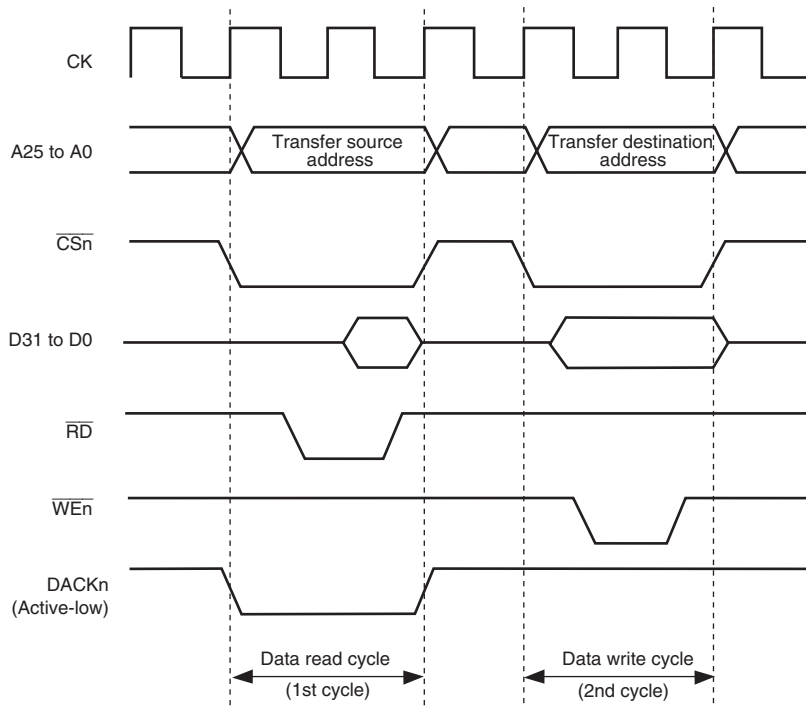 CK
A25 to A0
Transfer source
address
Transfer destination
address
CSn
D31 to D0
RD
WEn
DACKn
(Active-low)
Data read cycle
(1st cycle)
Data write cycle
(2nd cycle)